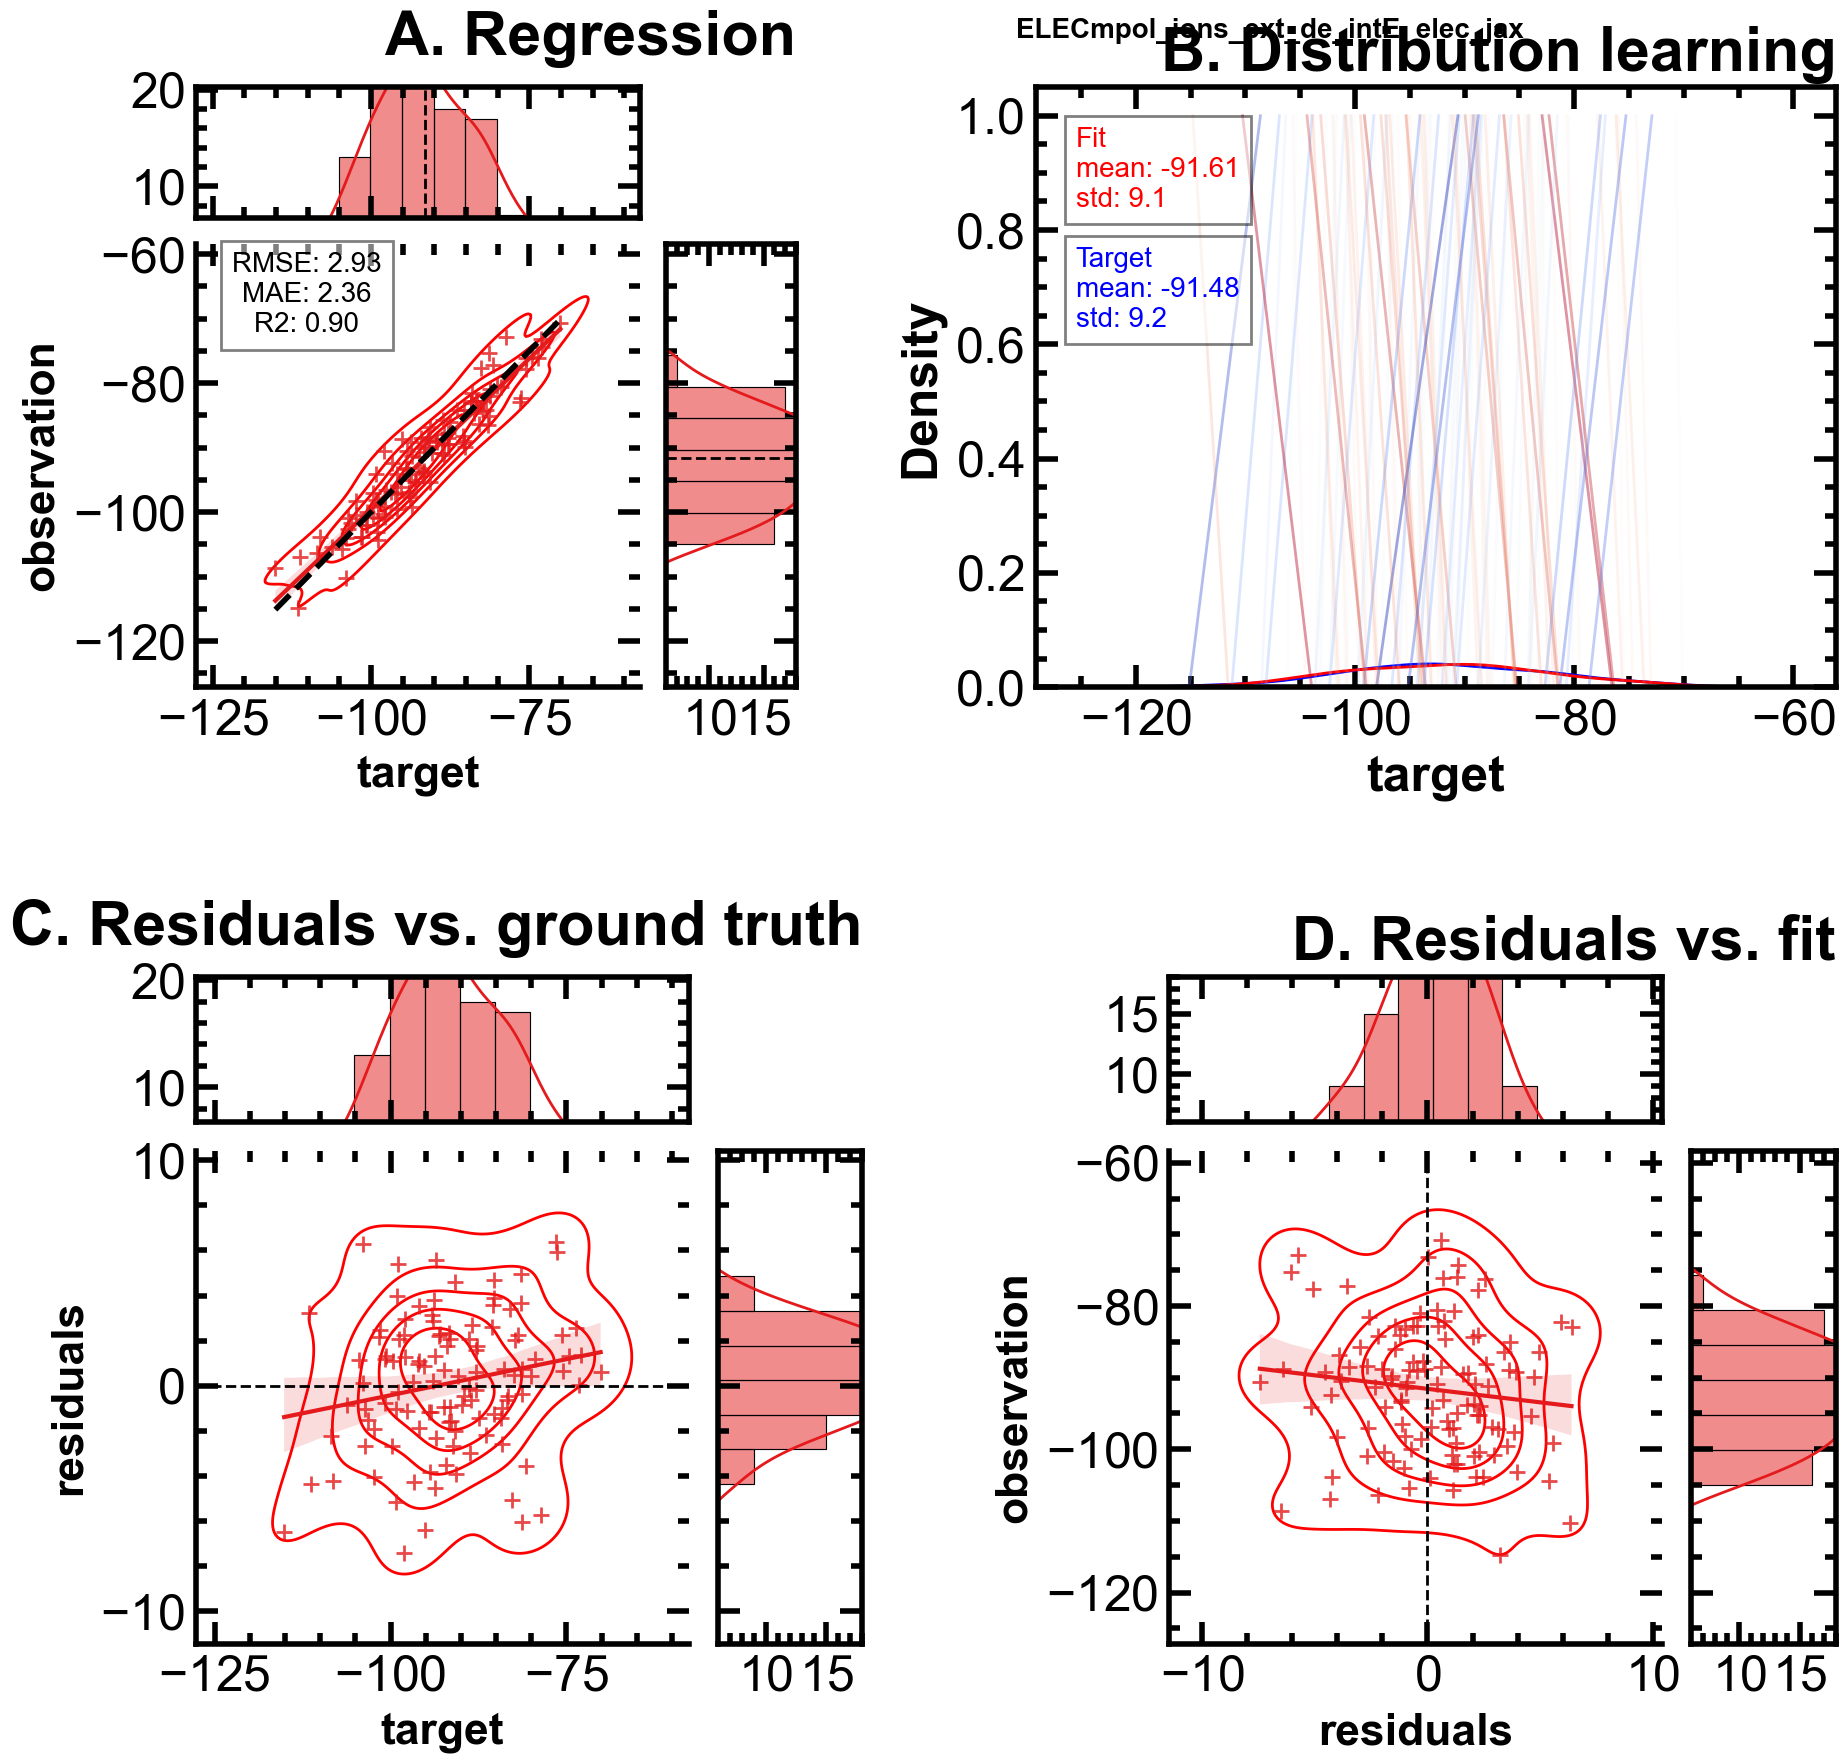 A. Regression
20
10
−60
−80
−100
−120
observation
RMSE: 2.93
MAE: 2.36
R2: 0.90
−125
−100
−75
target
10
15
ELECmpol_ions_ext_de_intE_elec_jax
B. Distribution learning
1.0
0.8
0.6
0.4
0.2
0.0
Density
Fit
mean: -91.61
std: 9.1
Target
mean: -91.48
std: 9.2
−120
−100
−80
−60
target
C. Residuals vs. ground truth
20
10
10
0
−10
residuals
−125
−100
−75
target
10
15
D. Residuals vs. fit
15
10
−60
−80
−100
−120
observation
−10
0
10
residuals
10
15